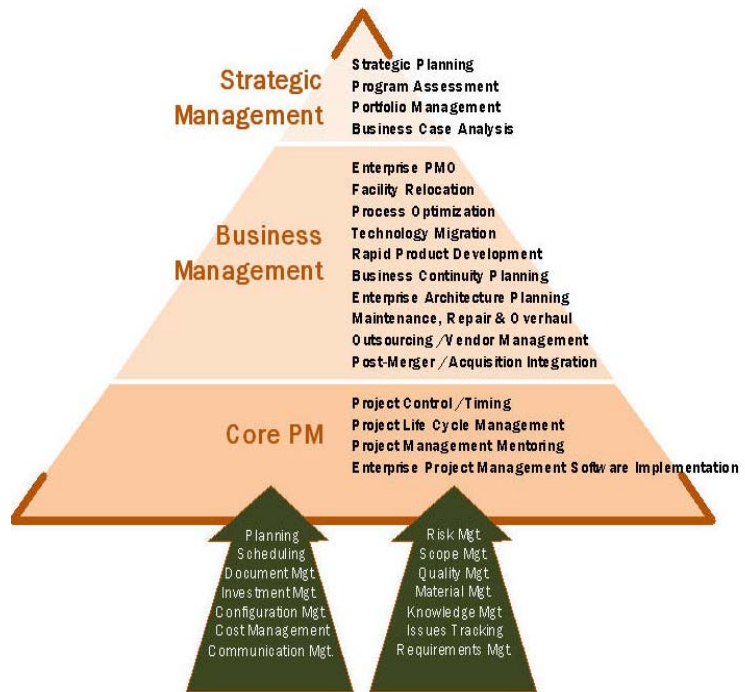 Strategic
Management
Strategic Planning
Program Assessment
Portfolio Management
Business Case Analysis
Business
Management
Enterprise PMO
Facility Relocation
Process Optimization
Technology Migration
Rapid Product Development
Business Continuity Planning
Enterprise Architecture Planning
Maintenance, Repair & Overhaul
Outsourcing / Vendor Management
Post-Merger / Acquisition Integration
Core PM
Project Control / Timing
Project Life Cycle Management
Project Management Mentoring
Enterprise Project Management Software Implementation
Planning
Scheduling
Document Mgt.
Investment Mgt.
Configuration Mgt.
Cost Management
Communication Mgt.
Risk Mgt.
Scope Mgt.
Quality Mgt.
Material Mgt.
Knowledge Mgt.
Issues Tracking
Requirements Mgt.